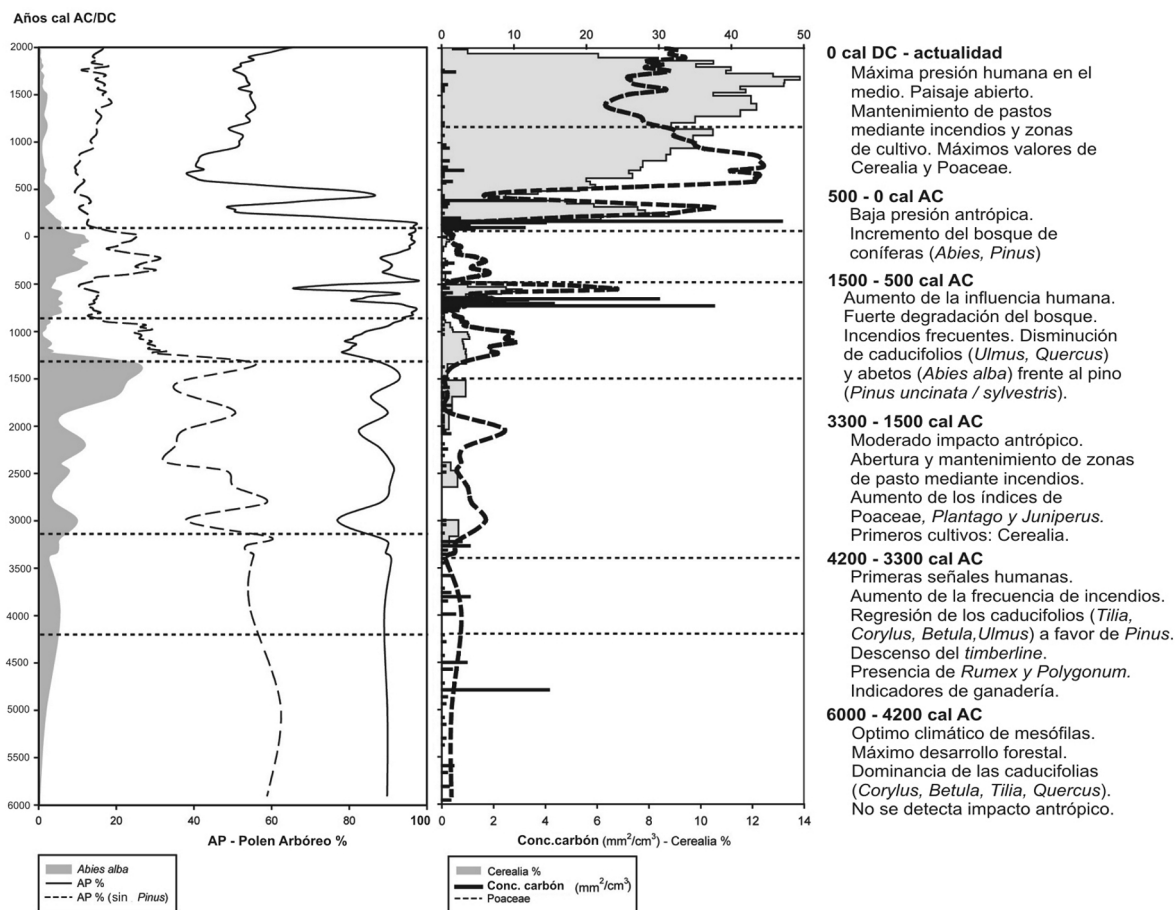 Años cal AC/DC
0 10 20 30 40 50
2000
1500
1000
500
0
500
1000
1500
2000
2500
3000
3500
4000
4500
5000
5500
6000
0 20 40 60 80 100
AP - Polen Arbóreo %
0 2 4 6 8 10 12 14
Conc.carbón (mm²/cm³) - Cerealia %
Abies alba
AP %
AP % (sin Pinus)
Cerealia %
Conc. carbón (mm²/cm³)
Poaceae
0 cal DC - actualidad
Máxima presión humana en el
medio. Paisaje abierto.
Mantenimiento de pastos
mediante incendios y zonas
de cultivo. Máximos valores de
Cerealia y Poaceae.
500 - 0 cal AC
Baja presión antrópica.
Incremento del bosque de
coníferas (Abies, Pinus)
1500 - 500 cal AC
Aumento de la influencia humana.
Fuerte degradación del bosque.
Incendios frecuentes. Disminución
de caducifolios (Ulmus, Quercus)
y abetos (Abies alba) frente al pino
(Pinus uncinata / sylvestris).
3300 - 1500 cal AC
Moderado impacto antrópico.
Abertura y mantenimiento de zonas
de pasto mediante incendios.
Aumento de los índices de
Poaceae, Plantago y Juniperus.
Primeros cultivos: Cerealia.
4200 - 3300 cal AC
Primeras señales humanas.
Aumento de la frecuencia de incendios.
Regresión de los caducifolios (Tilia,
Corylus, Betula,Ulmus) a favor de Pinus.
Descenso del timberline.
Presencia de Rumex y Polygonum.
Indicadores de ganadería.
6000 - 4200 cal AC
Optimo climático de mesófilas.
Máximo desarrollo forestal.
Dominancia de las caducifolias
(Corylus, Betula, Tilia, Quercus).
No se detecta impacto antrópico.